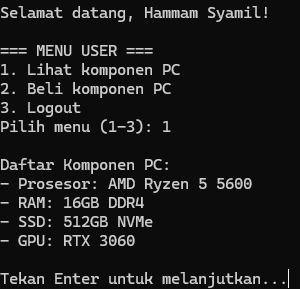 Selamat datang, Hammam Syamil!
=== MENU USER ===
1. Lihat komponen PC
2. Beli komponen PC
3. Logout
Pilih menu (1-3): 1
Daftar Komponen PC:
- Prosesor: AMD Ryzen 5 5600
- RAM: 16GB DDR4
- SSD: 512GB NVMe
- GPU: RTX 3060
Tekan Enter untuk melanjutkan...